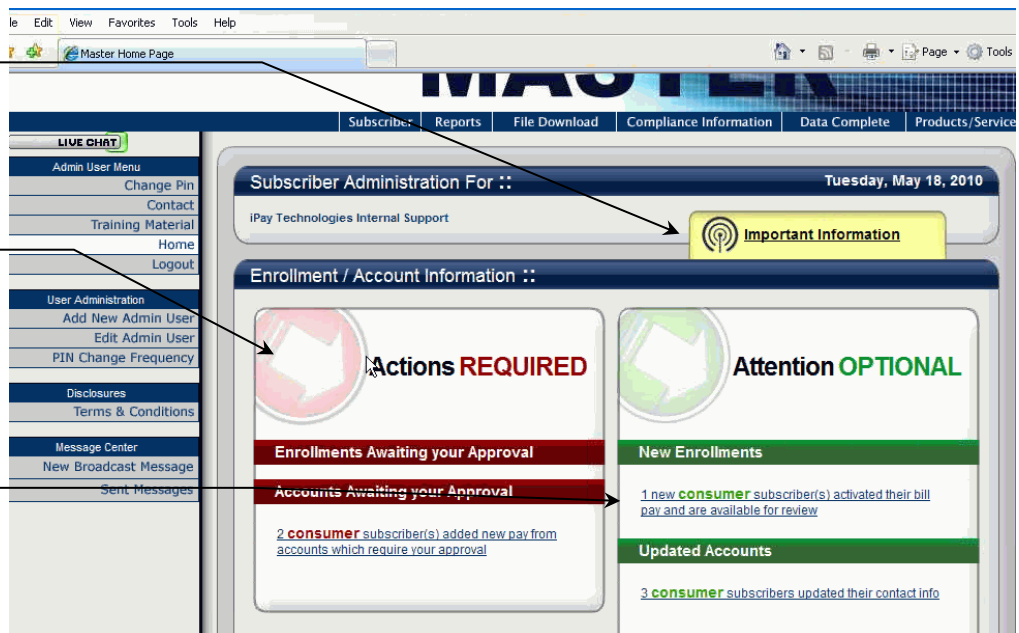 le Edit View Favorites Tools Help
Master Home Page
Page Tools
MASTER
Subscriber Reports File Download Compliance Information Data Complete Products/Service
LIVE CHAT
Admin User Menu
Change Pin
Contact
Training Material
Home
Logout
User Administration
Add New Admin User
Edit Admin User
PIN Change Frequency
Disclosures
Terms & Conditions
Message Center
New Broadcast Message
Sent Messages
Subscriber Administration For :: Tuesday, May 18, 2010
iPay Technologies Internal Support
Important Information
Enrollment / Account Information ::
Actions REQUIRED
Enrollments Awaiting your Approval
Accounts Awaiting your Approval
2 consumer subscriber(s) added new pay from
accounts which require your approval
Attention OPTIONAL
New Enrollments
1 new consumer subscriber(s) activated their bill
pay and are available for review
Updated Accounts
3 consumer subscribers updated their contact info